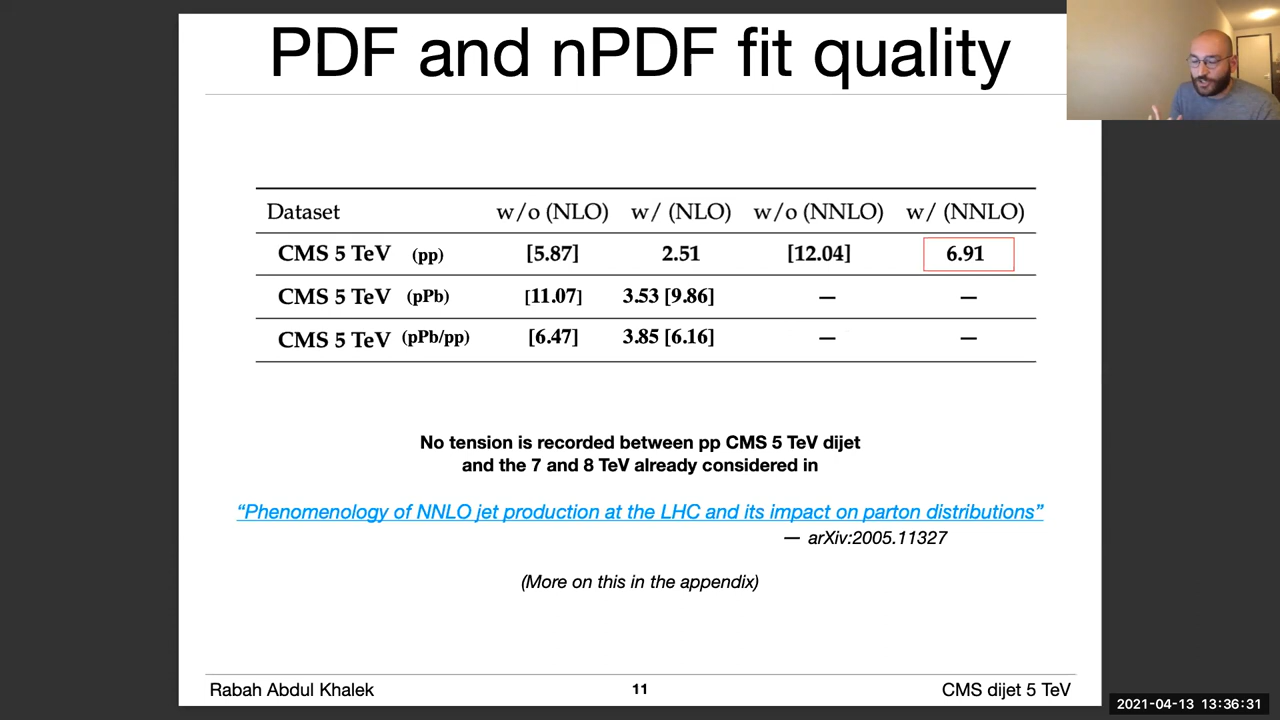 PDF and nPDF fit quality
Dataset w/o (NLO) w/ (NLO) w/o (NNLO) w/ (NNLO)
CMS 5 TeV (pp) [5.87] 2.51 [12.04] 6.91
CMS 5 TeV (pPb) [11.07] 3.53 [9.86] — —
CMS 5 TeV (pPb/pp) [6.47] 3.85 [6.16] — —
No tension is recorded between pp CMS 5 TeV dijet
and the 7 and 8 TeV already considered in
“Phenomenology of NNLO jet production at the LHC and its impact on parton distributions”
— arXiv:2005.11327
(More on this in the appendix)
Rabah Abdul Khalek 11 CMS dijet 5 TeV
2021-04-13 13:36:31